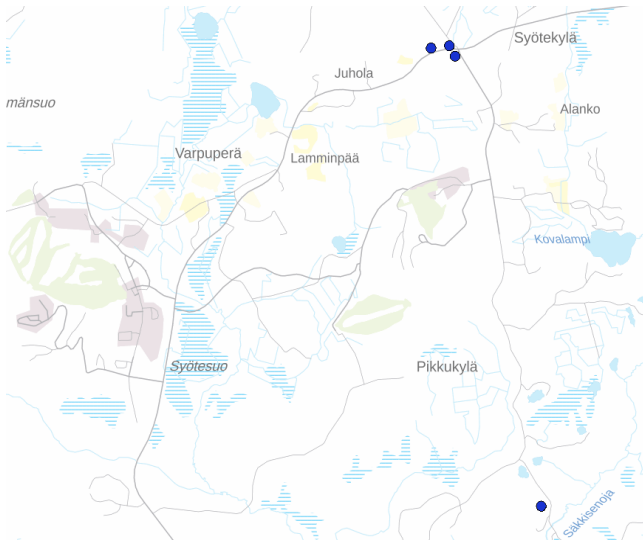 Syötekylä
Juhola
mänsuo
Alanko
Varpuperä
Lamminpää
Kovalampi
Syötesuo
Pikkukylä
Säkkisenoja